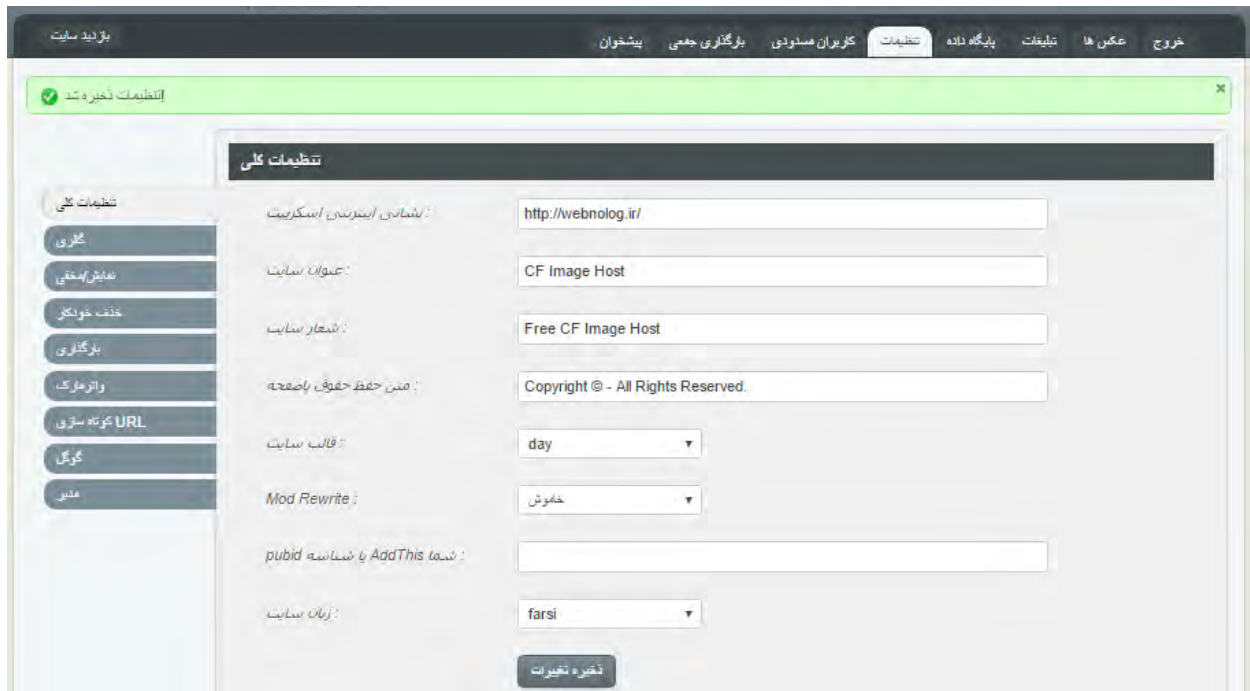 بازدید سایت
خروج عکس ها تبلیغات پایگاه داده تنظیمات کاربران مسدودی بارگذاری جمعی پیشخوان
×
!تنظیمات ذخیره شد
تنظیمات کلی
تنظیمات کلی
گالری
نمایش/مخفی
حذف خودکار
بارگذاری
واترمارک
کوتاه سازی URL
گوگل
مدیر
نشانی اینترنتی اسکریپت :
http://webnolog.ir/
عنوان سایت :
CF Image Host
شعار سایت :
Free CF Image Host
متن حفظ حقوق پاصفحه :
Copyright © - All Rights Reserved.
قالب سایت :
day
Mod Rewrite :
خاموش
pubid یا شناسه AddThis شما :
زبان سایت :
farsi
ذخیره تغییرات